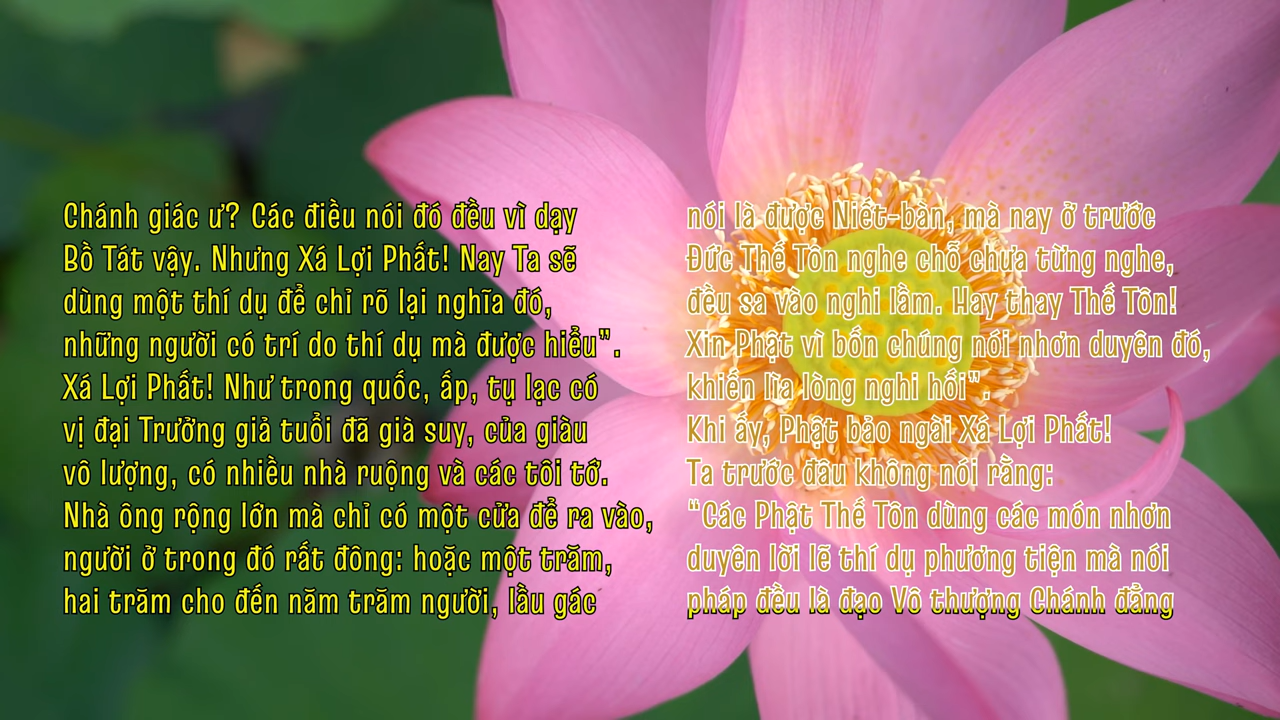 Chánh giác ư? Các điều nói đó đều vì dạy
Bồ Tát vậy. Nhưng Xá Lợi Phất! Nay Ta sẽ
dùng một thí dụ để chỉ rõ lại nghĩa đó,
những người có trí do thí dụ mà được hiểu”.
Xá Lợi Phất! Như trong quốc, ấp, tụ lạc có
vị đại Trưởng giả tuổi đã già suy, của giàu
vô lượng, có nhiều nhà ruộng và các tôi tớ.
Nhà ông rộng lớn mà chỉ có một cửa để ra vào,
người ở trong đó rất đông: hoặc một trăm,
hai trăm cho đến năm trăm người, lầu gác
nói là được Niết-bàn, mà nay ở trước
Đức Thế Tôn nghe chỗ chưa từng nghe,
đều sa vào nghi lầm. Hay thay Thế Tôn!
Xin Phật vì bốn chúng nói nhơn duyên đó,
khiến lìa lòng nghi hối”.
Khi ấy, Phật bảo ngài Xá Lợi Phất!
Ta trước đâu không nói rằng:
“Các Phật Thế Tôn dùng các món nhơn
duyên lời lẽ thí dụ phương tiện mà nói
pháp đều là đạo Vô thượng Chánh đẳng